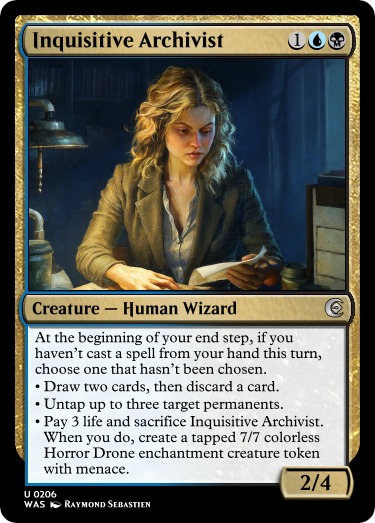 Inquisitive Archivist 1
Creature — Human Wizard
At the beginning of your end step, if you
haven't cast a spell from your hand this turn,
choose one that hasn't been chosen.
• Draw two cards, then discard a card.
• Untap up to three target permanents.
• Pay 3 life and sacrifice Inquisitive Archivist.
When you do, create a tapped 7/7 colorless
Horror Drone enchantment creature token
with menace.
2/4
U 0206
WAS RAYMOND SEBASTIEN